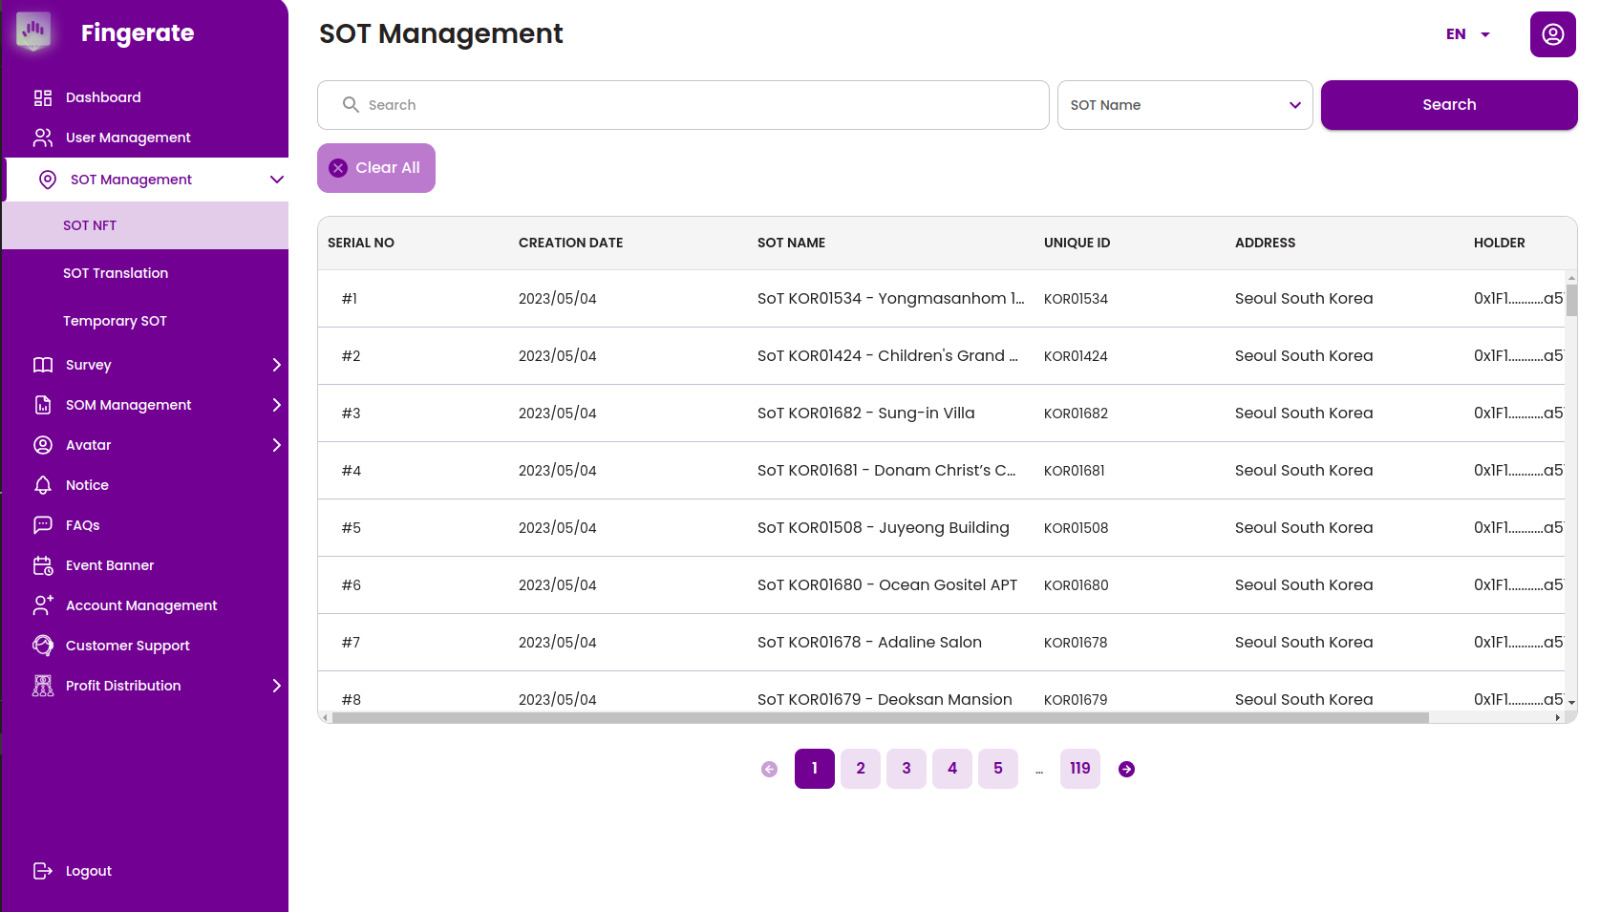 Fingerate
SOT Management
EN
Dashboard
User Management
SOT Management
SOT NFT
SOT Translation
Temporary SOT
Survey
SOM Management
Avatar
Notice
FAQs
Event Banner
Account Management
Customer Support
Profit Distribution
Logout
Search
SOT Name
Search
Clear All
SERIAL NO CREATION DATE SOT NAME UNIQUE ID ADDRESS HOLDER
#1 2023/05/04 SoT KOR01534 - Yongmasanhom 1... KOR01534 Seoul South Korea 0x1F1...........a5
#2 2023/05/04 SoT KOR01424 - Children's Grand ... KOR01424 Seoul South Korea 0x1F1...........a5
#3 2023/05/04 SoT KOR01682 - Sung-in Villa KOR01682 Seoul South Korea 0x1F1...........a5
#4 2023/05/04 SoT KOR01681 - Donam Christ’s C... KOR01681 Seoul South Korea 0x1F1...........a5
#5 2023/05/04 SoT KOR01508 - Juyeong Building KOR01508 Seoul South Korea 0x1F1...........a5
#6 2023/05/04 SoT KOR01680 - Ocean Gositel APT KOR01680 Seoul South Korea 0x1F1...........a5
#7 2023/05/04 SoT KOR01678 - Adaline Salon KOR01678 Seoul South Korea 0x1F1...........a5
#8 2023/05/04 SoT KOR01679 - Deoksan Mansion KOR01679 Seoul South Korea 0x1F1...........a5
1 2 3 4 5 ... 119